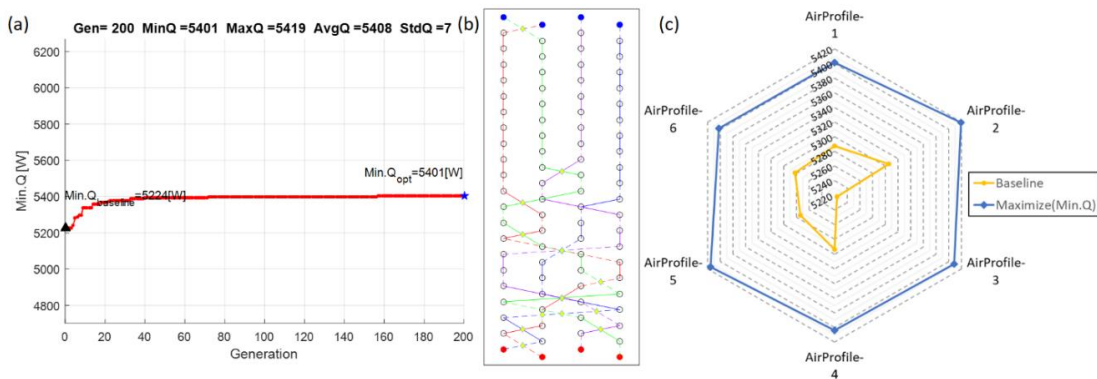 (a)
Gen= 200 MinQ =5401 MaxQ =5419 AvgQ =5408 StdQ =7
6200
6000
5800
5600
5400
5200
5000
4800
Min.Q [W]
Min.Q_baseline=5224[W]
Min.Q_opt=5401[W]
0 20 40 60 80 100 120 140 160 180 200
Generation
(b)
(c)
AirProfile-
1
AirProfile-
2
AirProfile-
3
AirProfile-
4
AirProfile-
5
AirProfile-
6
5420
5400
5380
5360
5340
5320
5300
5280
5260
5240
5220
Baseline
Maximize(Min.Q)